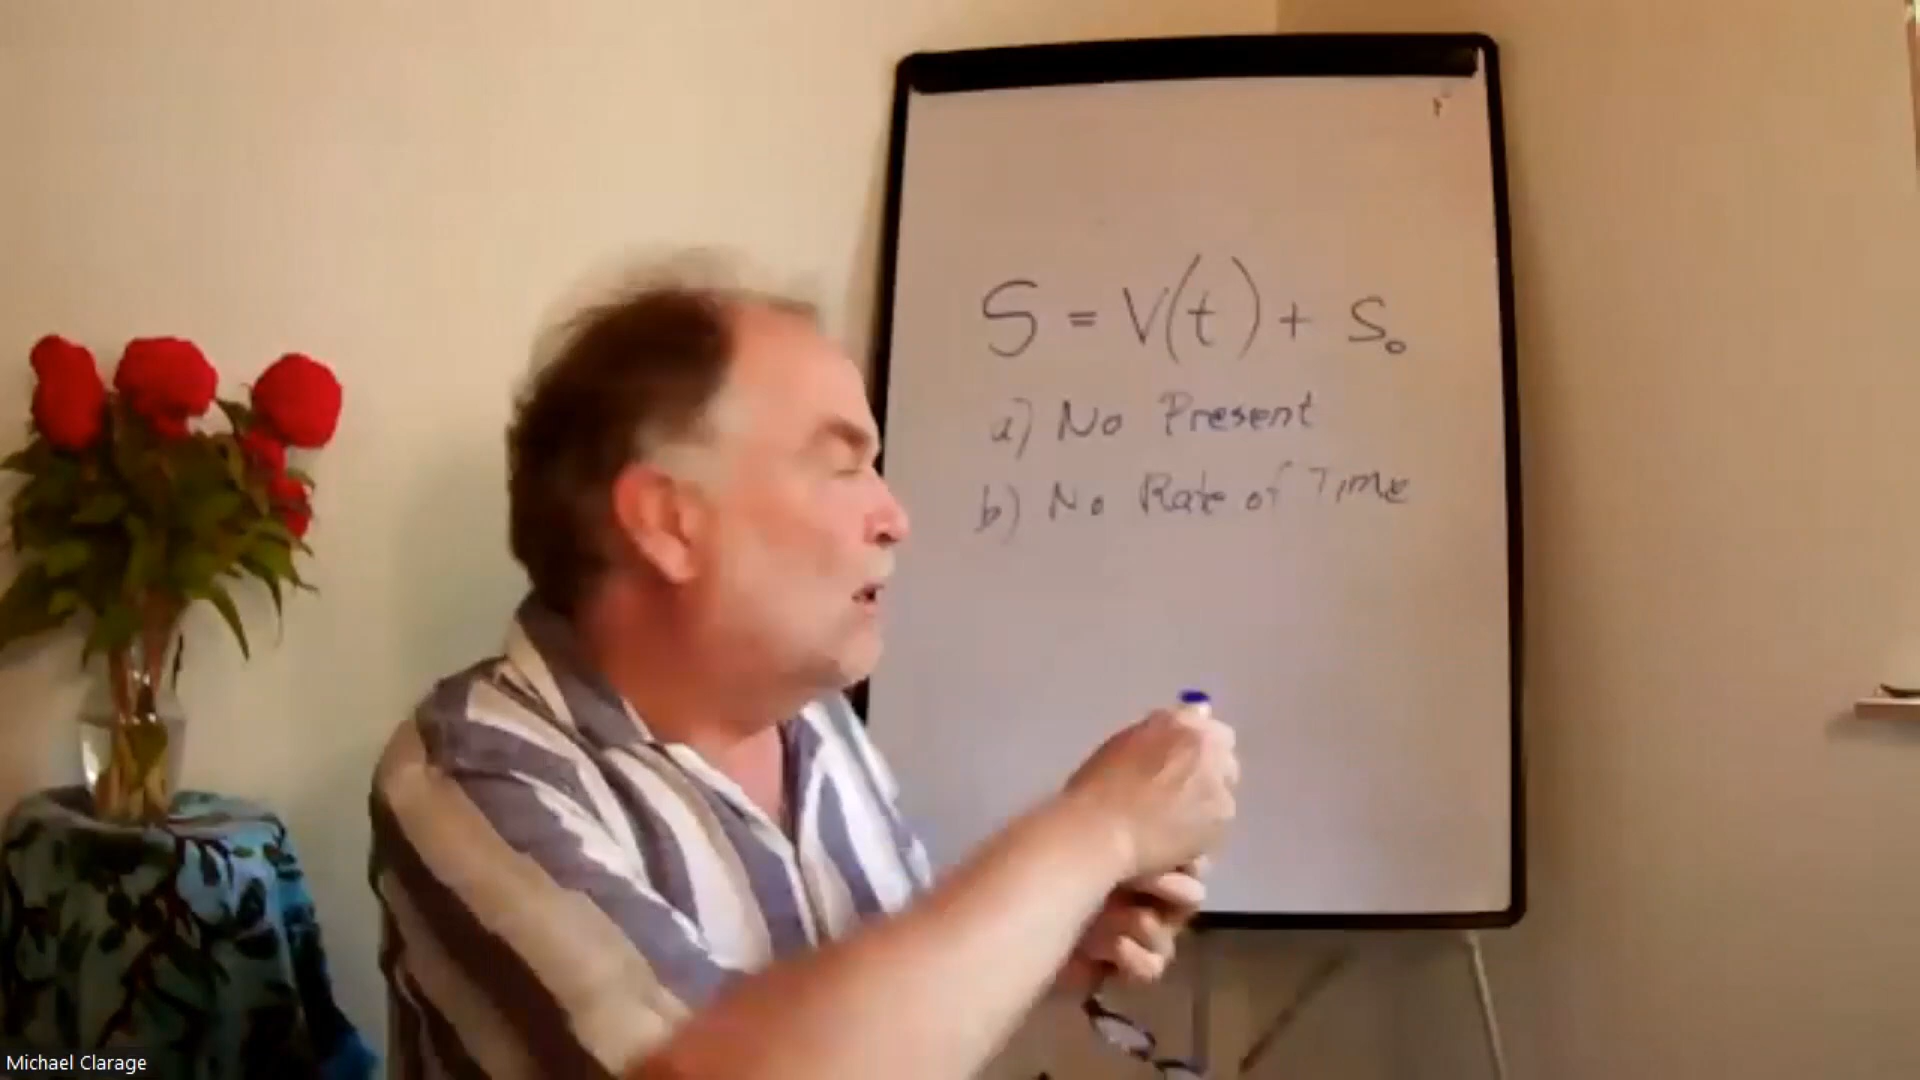 S = V(t) + S₀
a) No Present
b) No Rate of Time
Michael Clarage